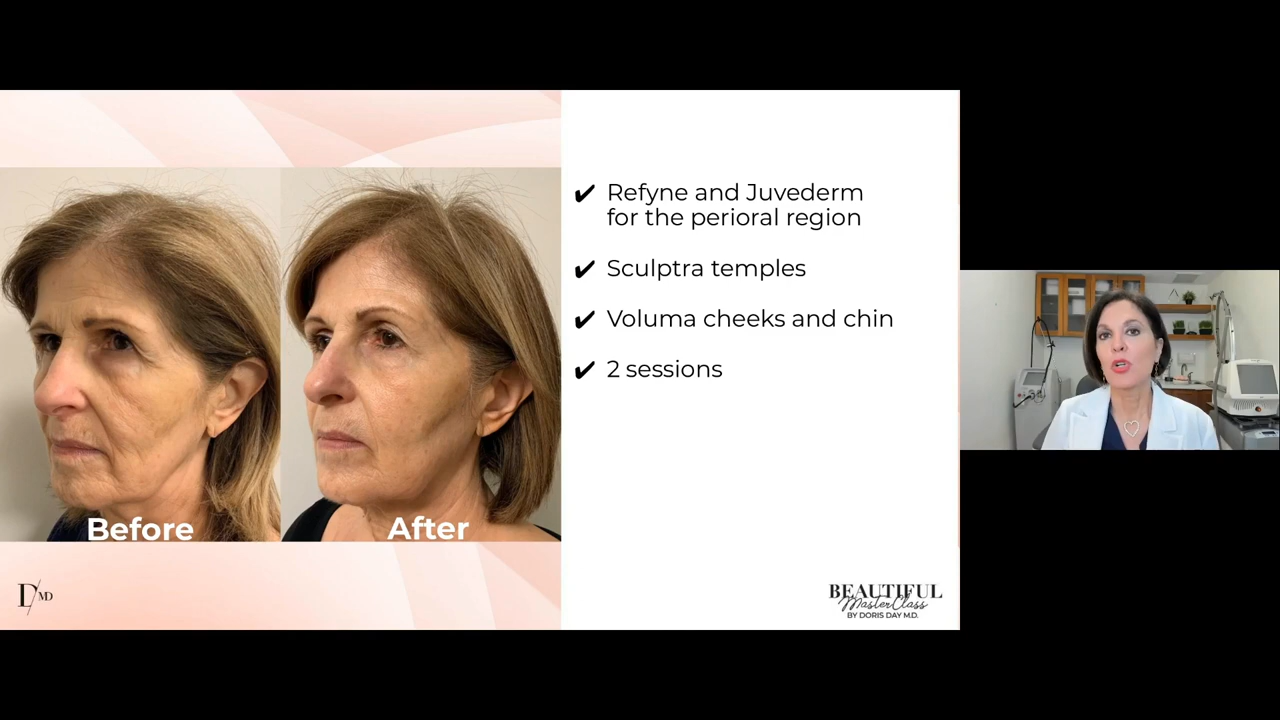 Before
After
✔ Refyne and Juvederm
for the perioral region
✔ Sculptra temples
✔ Voluma cheeks and chin
✔ 2 sessions
D/MD
BEAUTIFUL
MasterClass
BY DORIS DAY M.D.